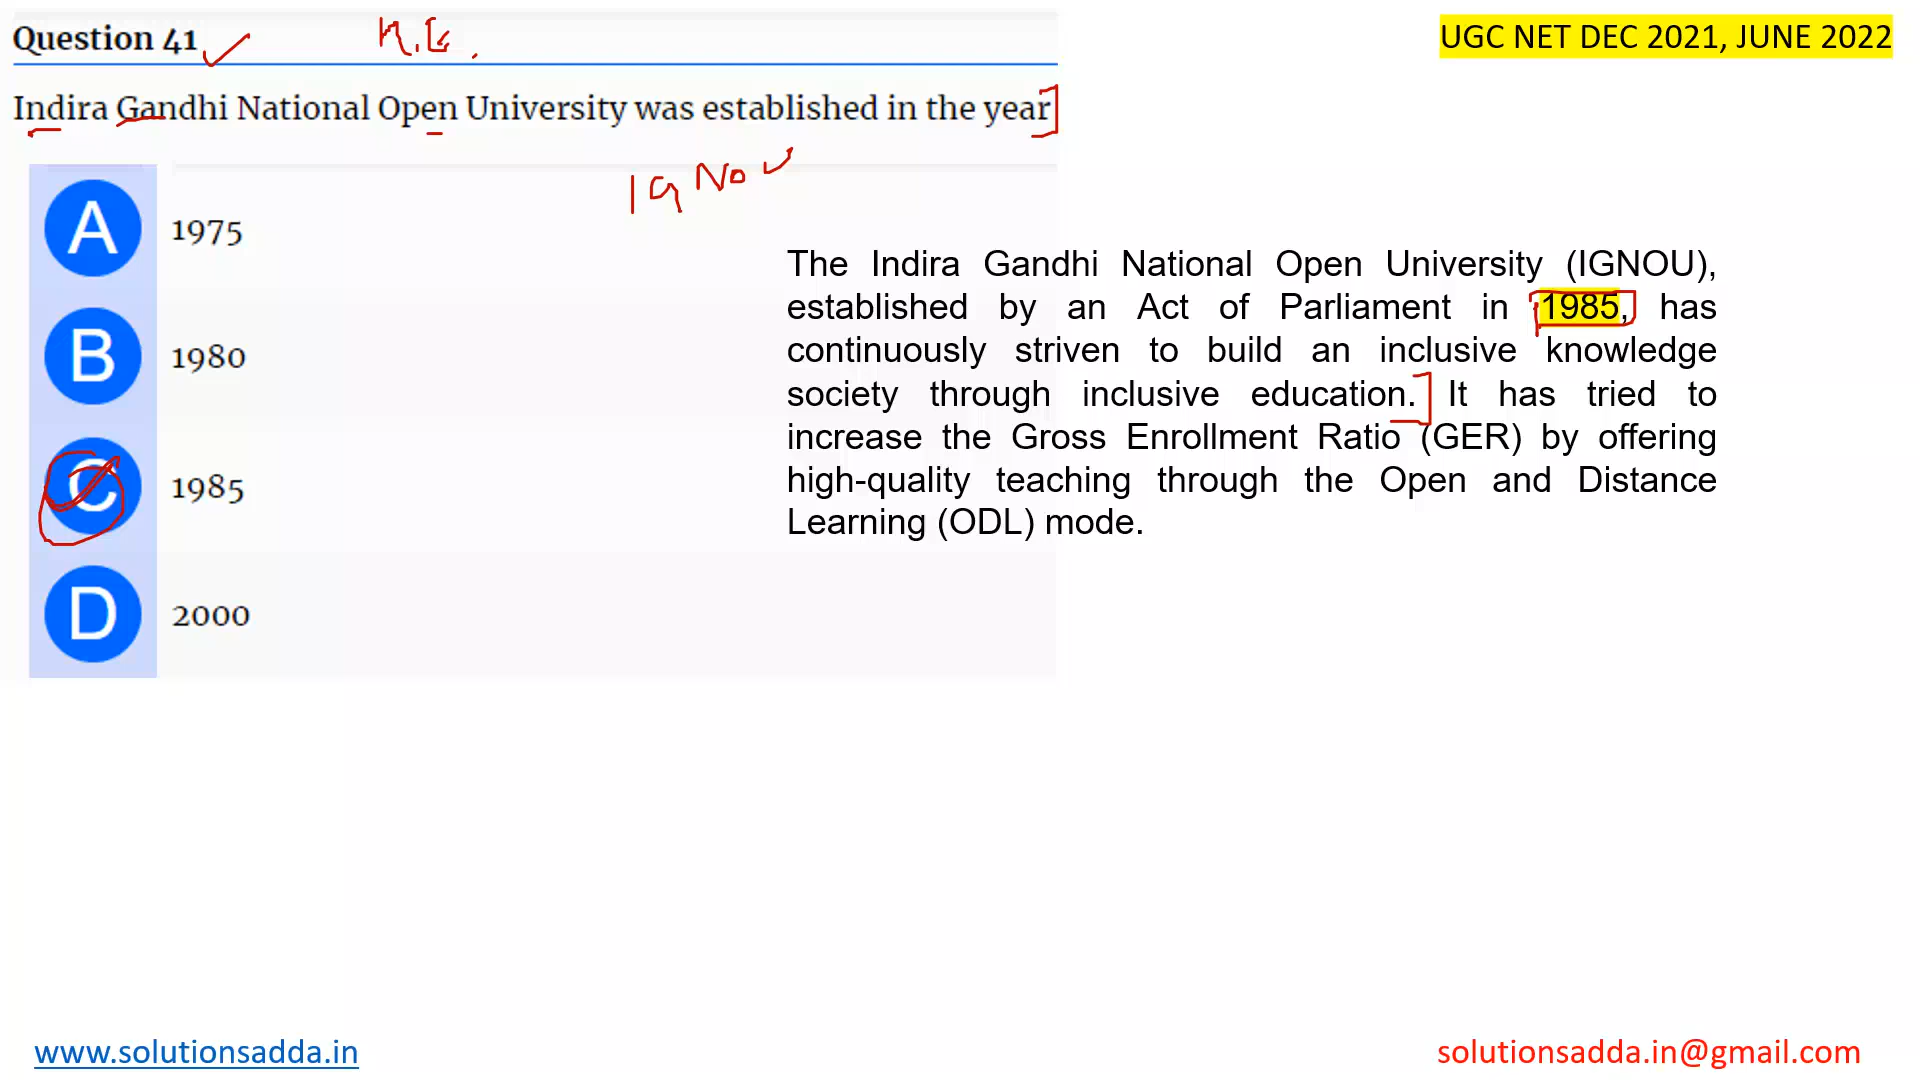 Question 41
UGC NET DEC 2021, JUNE 2022
Indira Gandhi National Open University was established in the year
IGNO
A 1975
B 1980
C 1985
D 2000
The Indira Gandhi National Open University (IGNOU),
established by an Act of Parliament in 1985, has
continuously striven to build an inclusive knowledge
society through inclusive education. It has tried to
increase the Gross Enrollment Ratio (GER) by offering
high-quality teaching through the Open and Distance
Learning (ODL) mode.
www.solutionsadda.in
solutionsadda.in@gmail.com